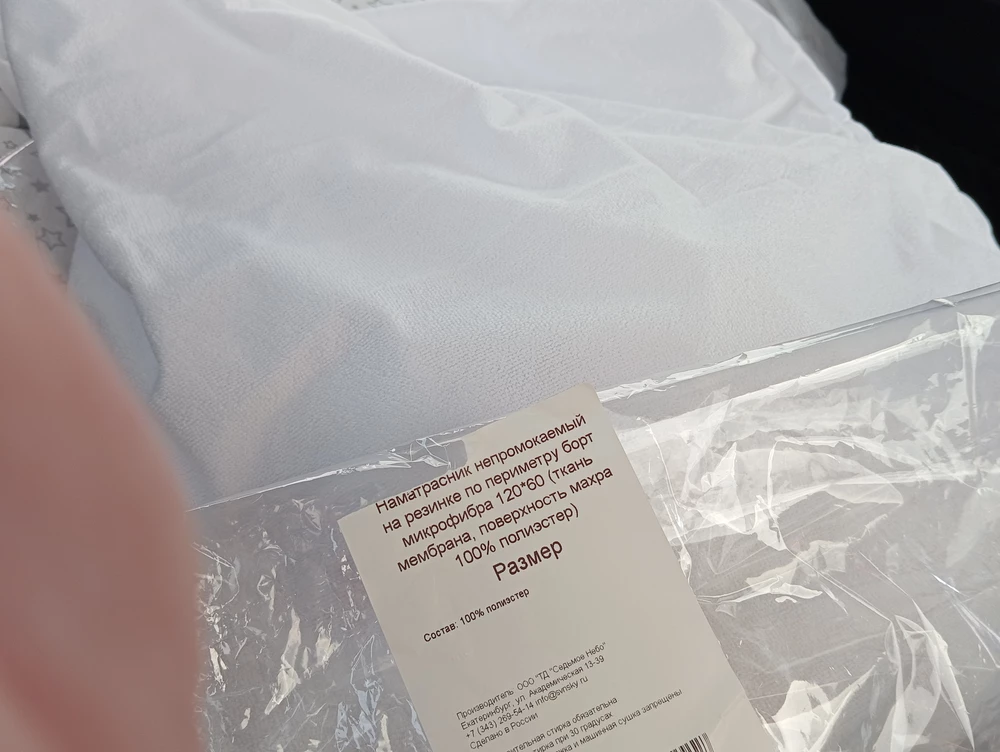 Наматрасник непромокаемый
на резинке по периметру борт
микрофибра 120*60 (ткань
мембрана, поверхность махра
100% полиэстер)
Размер
Состав: 100% полиэстер
Производитель ООО "ТД "Седьмое Небо"
Екатеринбург, ул. Академическая 13-39
+7 (343) 269-54-14 info@svnsky.ru
Сделано в России
обязательна
при 30 градусах
и машинная сушка запрещены